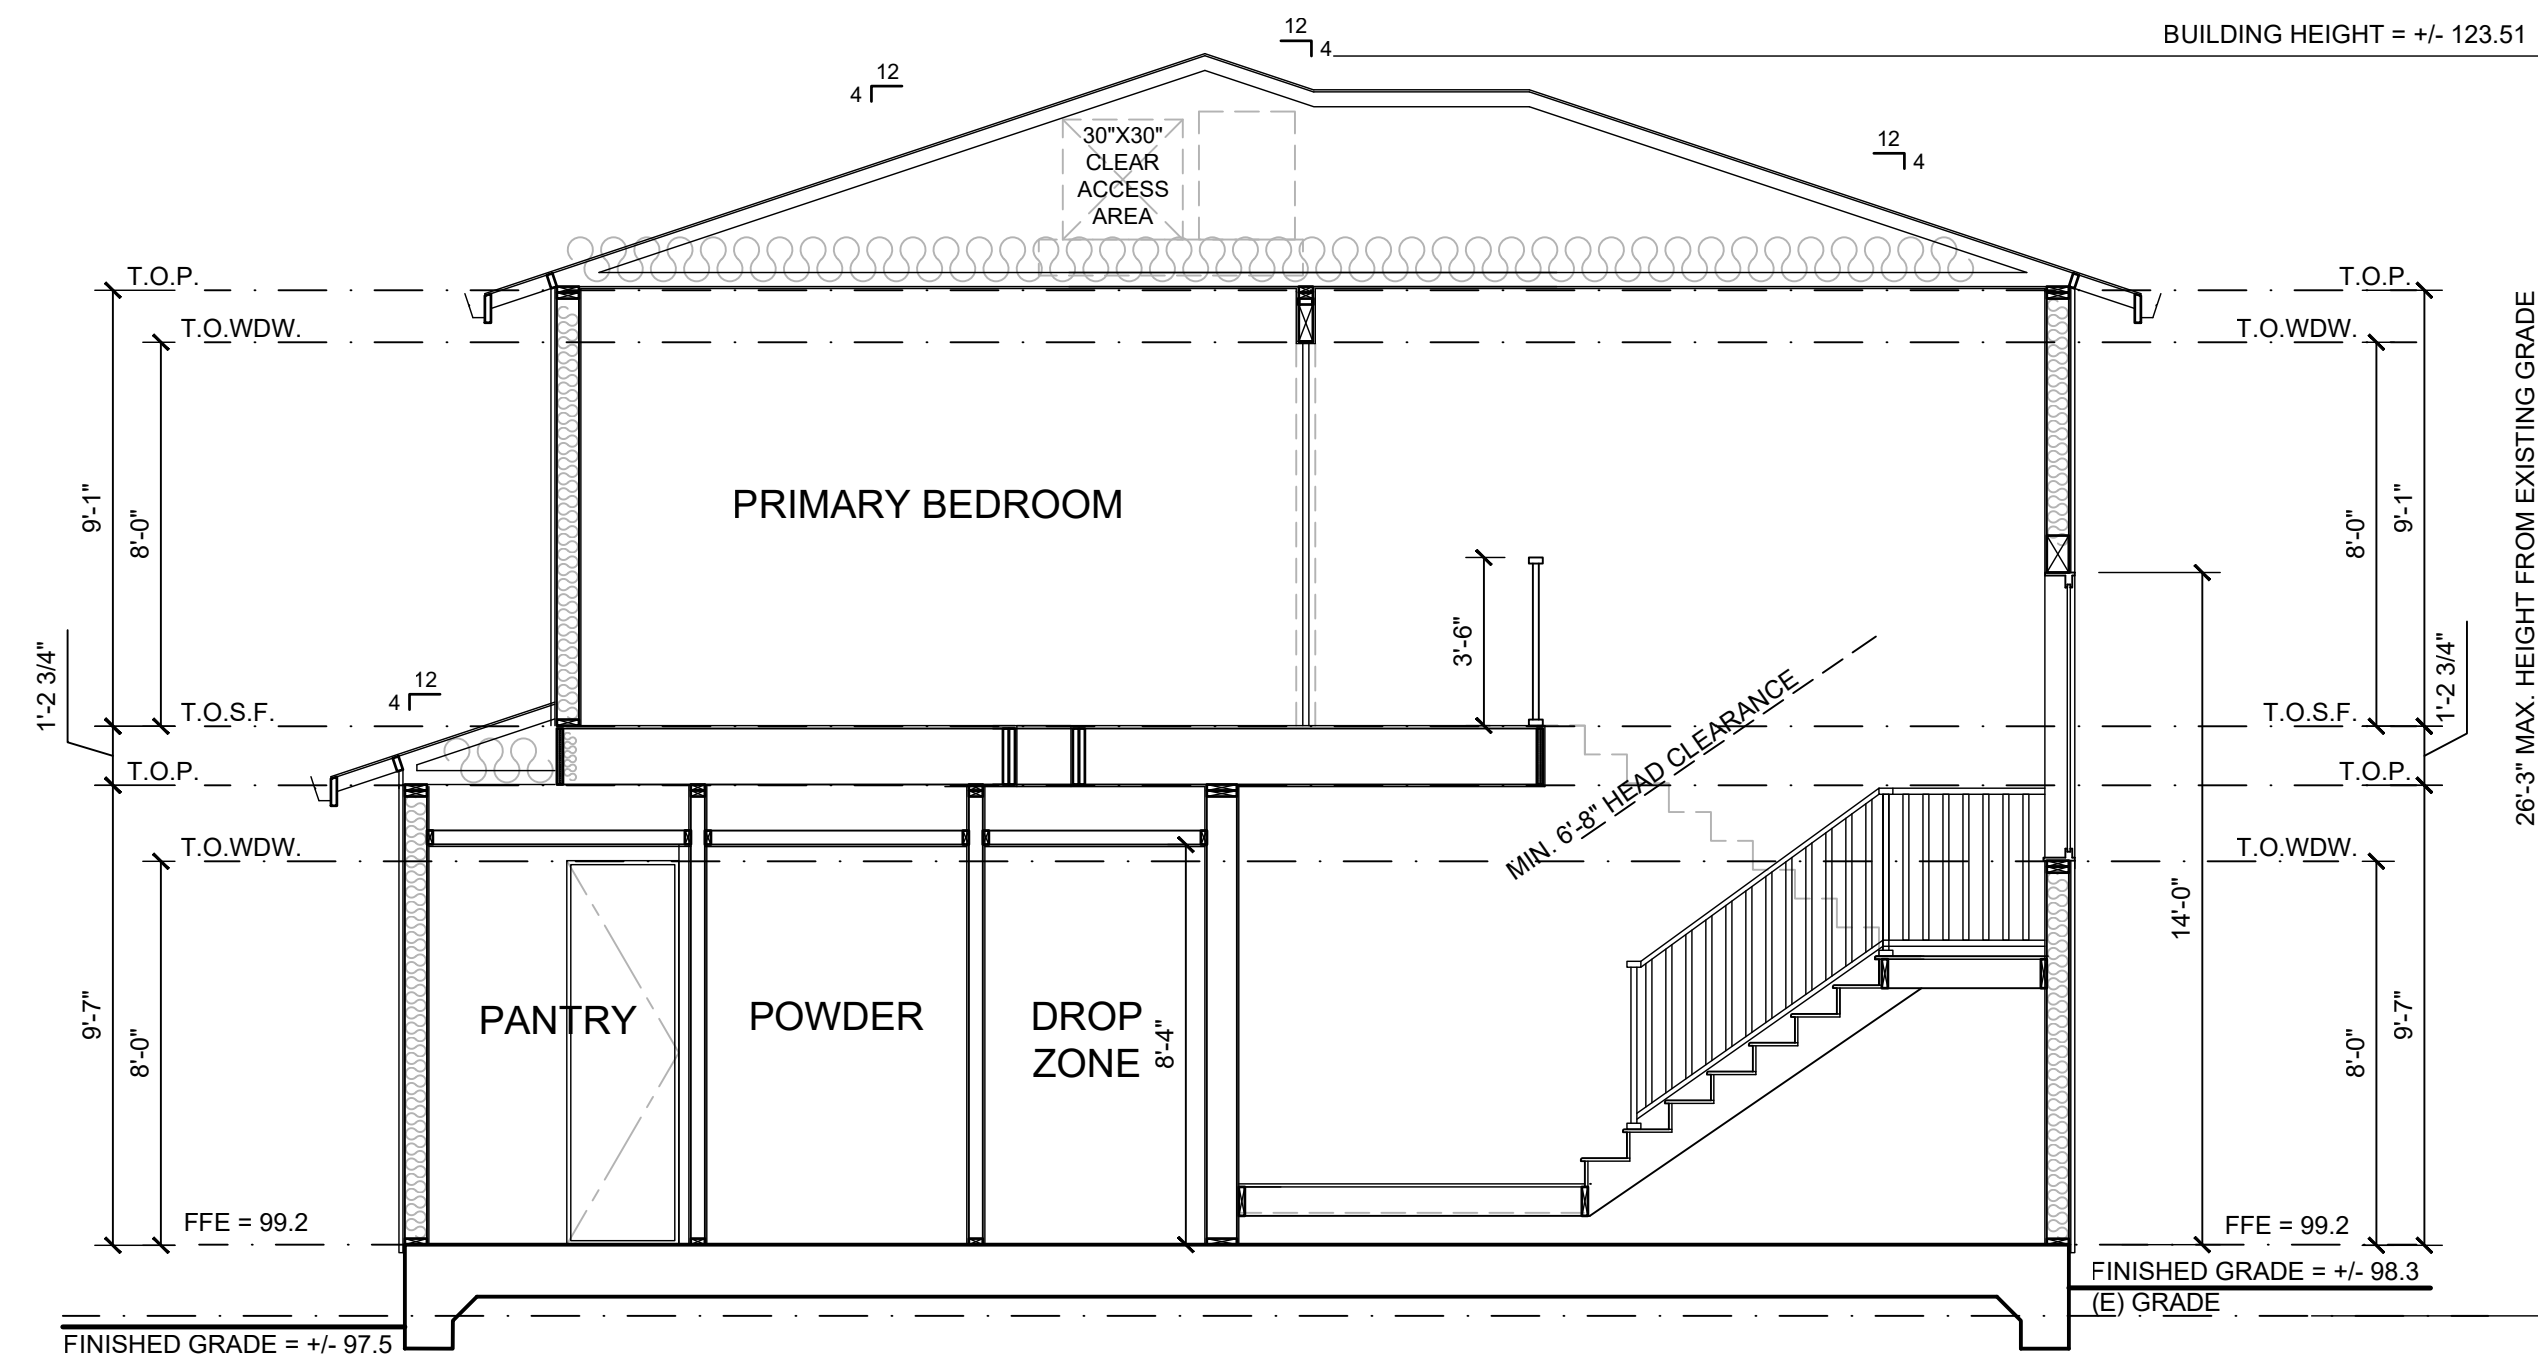 BUILDING HEIGHT = +/- 123.51
12
4
12
4
12
4
30"X30"
CLEAR
ACCESS
AREA
T.O.P.
T.O.P.
T.O.WDW.
T.O.WDW.
9'-1"
8'-0"
PRIMARY BEDROOM
3'-6"
8'-0"
9'-1"
26'-3" MAX. HEIGHT FROM EXISTING GRADE
1'-2 3/4"
12
4
MIN. 6'-8" HEAD CLEARANCE
1'-2 3/4"
T.O.S.F.
T.O.S.F.
T.O.P.
T.O.P.
T.O.WDW.
T.O.WDW.
14'-0"
9'-7"
8'-0"
PANTRY
POWDER
DROP
ZONE
8'-4"
8'-0"
9'-7"
FFE = 99.2
FFE = 99.2
FINISHED GRADE = +/- 98.3
(E) GRADE
FINISHED GRADE = +/- 97.5